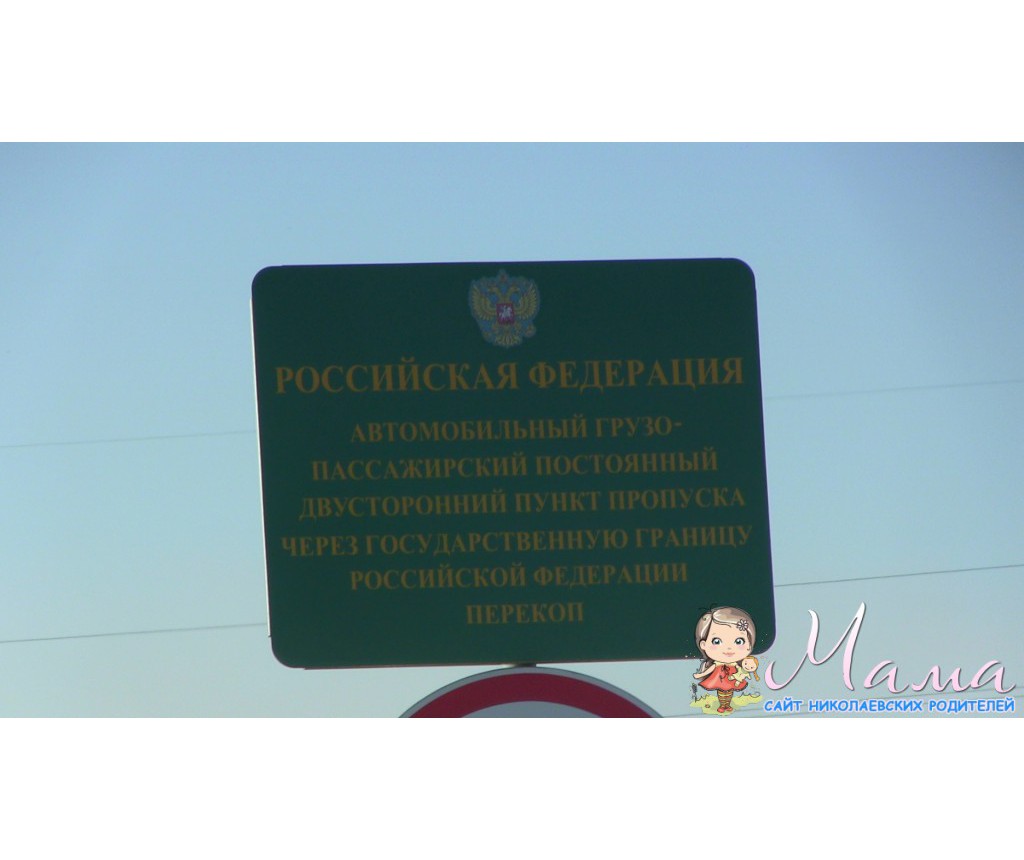 РОССИЙСКАЯ ФЕДЕРАЦИЯ
АВТОМОБИЛЬНЫЙ ГРУЗО-
ПАССАЖИРСКИЙ ПОСТОЯННЫЙ
ДВУСТОРОННИЙ ПУНКТ ПРОПУСКА
ЧЕРЕЗ ГОСУДАРСТВЕННУЮ ГРАНИЦУ
РОССИЙСКОЙ ФЕДЕРАЦИИ
ПЕРЕКОП
Мама
САЙТ НИКОЛАЕВСКИХ РОДИТЕЛЕЙ